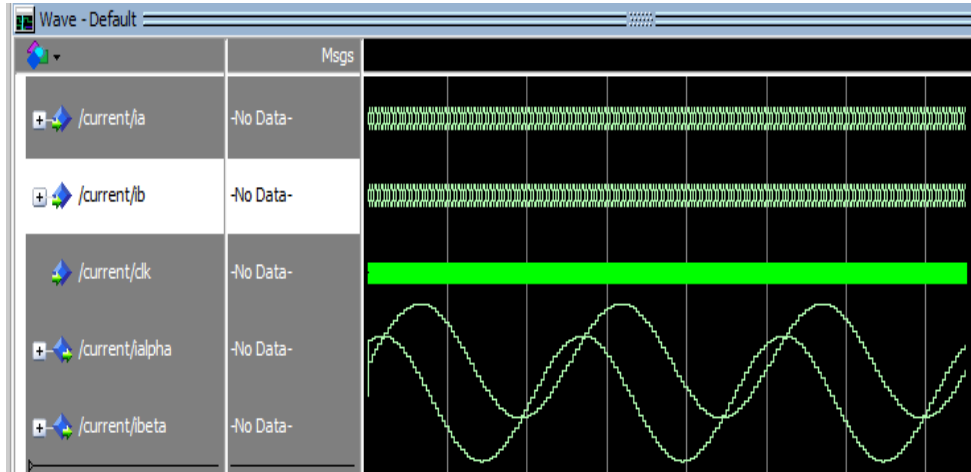 Wave - Default
Msgs
/current/ia -No Data-
/current/ib -No Data-
/current/clk -No Data-
/current/ialpha -No Data-
/current/ibeta -No Data-